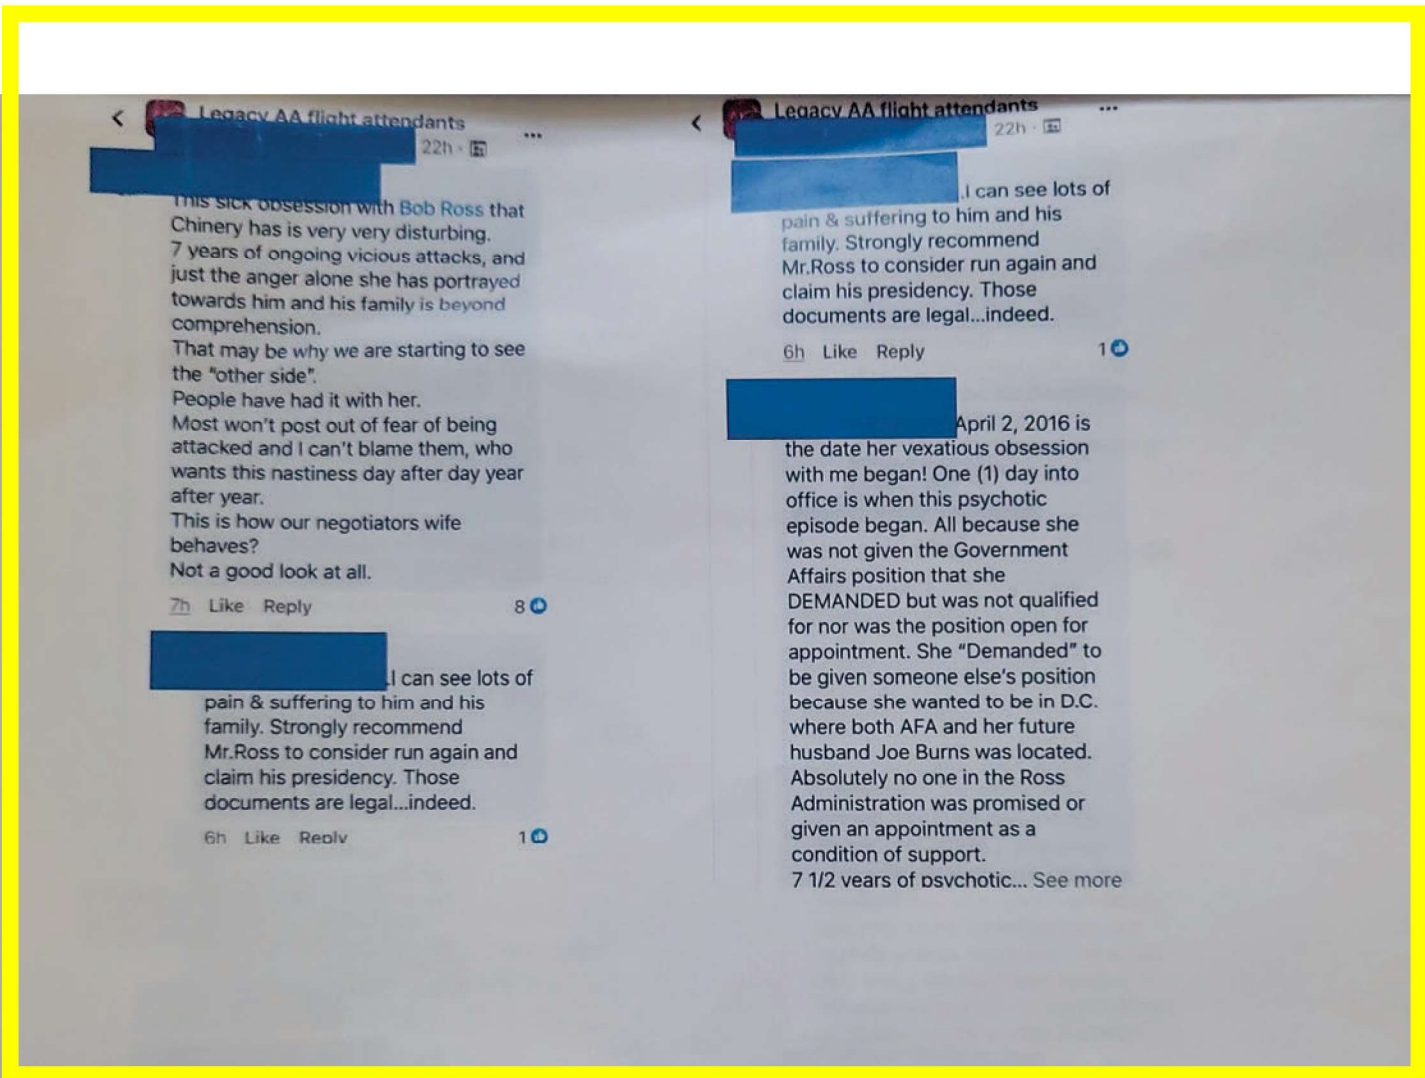 Legacy AA flight attendants
22h ·
This sick obsession with Bob Ross that
Chinery has is very very disturbing.
7 years of ongoing vicious attacks, and
just the anger alone she has portrayed
towards him and his family is beyond
comprehension.
That may be why we are starting to see
the "other side".
People have had it with her.
Most won't post out of fear of being
attacked and I can't blame them, who
wants this nastiness day after day year
after year.
This is how our negotiators wife
behaves?
Not a good look at all.
7h Like Reply 8
.I can see lots of
pain & suffering to him and his
family. Strongly recommend
Mr.Ross to consider run again and
claim his presidency. Those
documents are legal...indeed.
6h Like Reply 1
Legacy AA flight attendants
22h ·
.I can see lots of
pain & suffering to him and his
family. Strongly recommend
Mr.Ross to consider run again and
claim his presidency. Those
documents are legal...indeed.
6h Like Reply 1
April 2, 2016 is
the date her vexatious obsession
with me began! One (1) day into
office is when this psychotic
episode began. All because she
was not given the Government
Affairs position that she
DEMANDED but was not qualified
for nor was the position open for
appointment. She “Demanded” to
be given someone else's position
because she wanted to be in D.C.
where both AFA and her future
husband Joe Burns was located.
Absolutely no one in the Ross
Administration was promised or
given an appointment as a
condition of support.
7 1/2 years of psychotic... See more